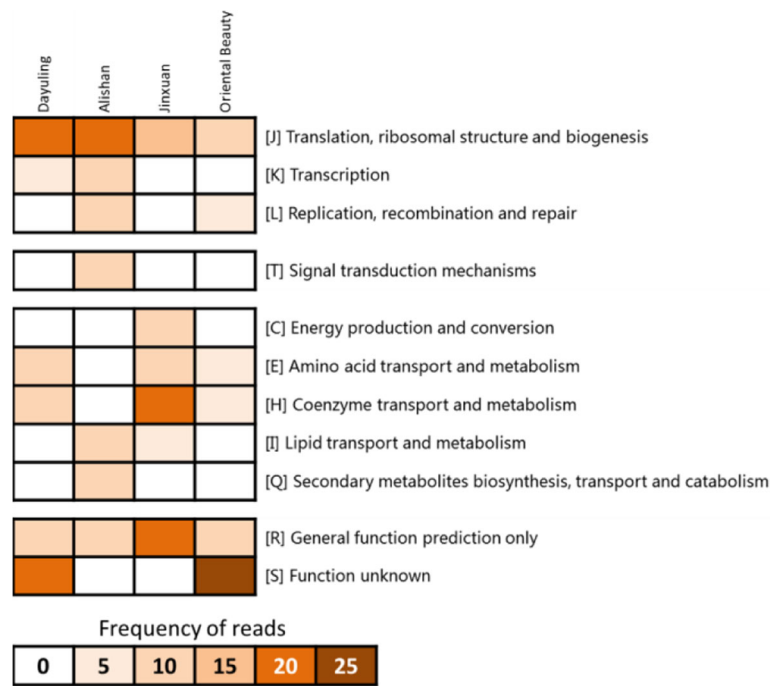 Dayuling
Alishan
Jinxuan
Oriental Beauty
[J] Translation, ribosomal structure and biogenesis
[K] Transcription
[L] Replication, recombination and repair
[T] Signal transduction mechanisms
[C] Energy production and conversion
[E] Amino acid transport and metabolism
[H] Coenzyme transport and metabolism
[I] Lipid transport and metabolism
[Q] Secondary metabolites biosynthesis, transport and catabolism
[R] General function prediction only
[S] Function unknown
Frequency of reads
0 5 10 15 20 25